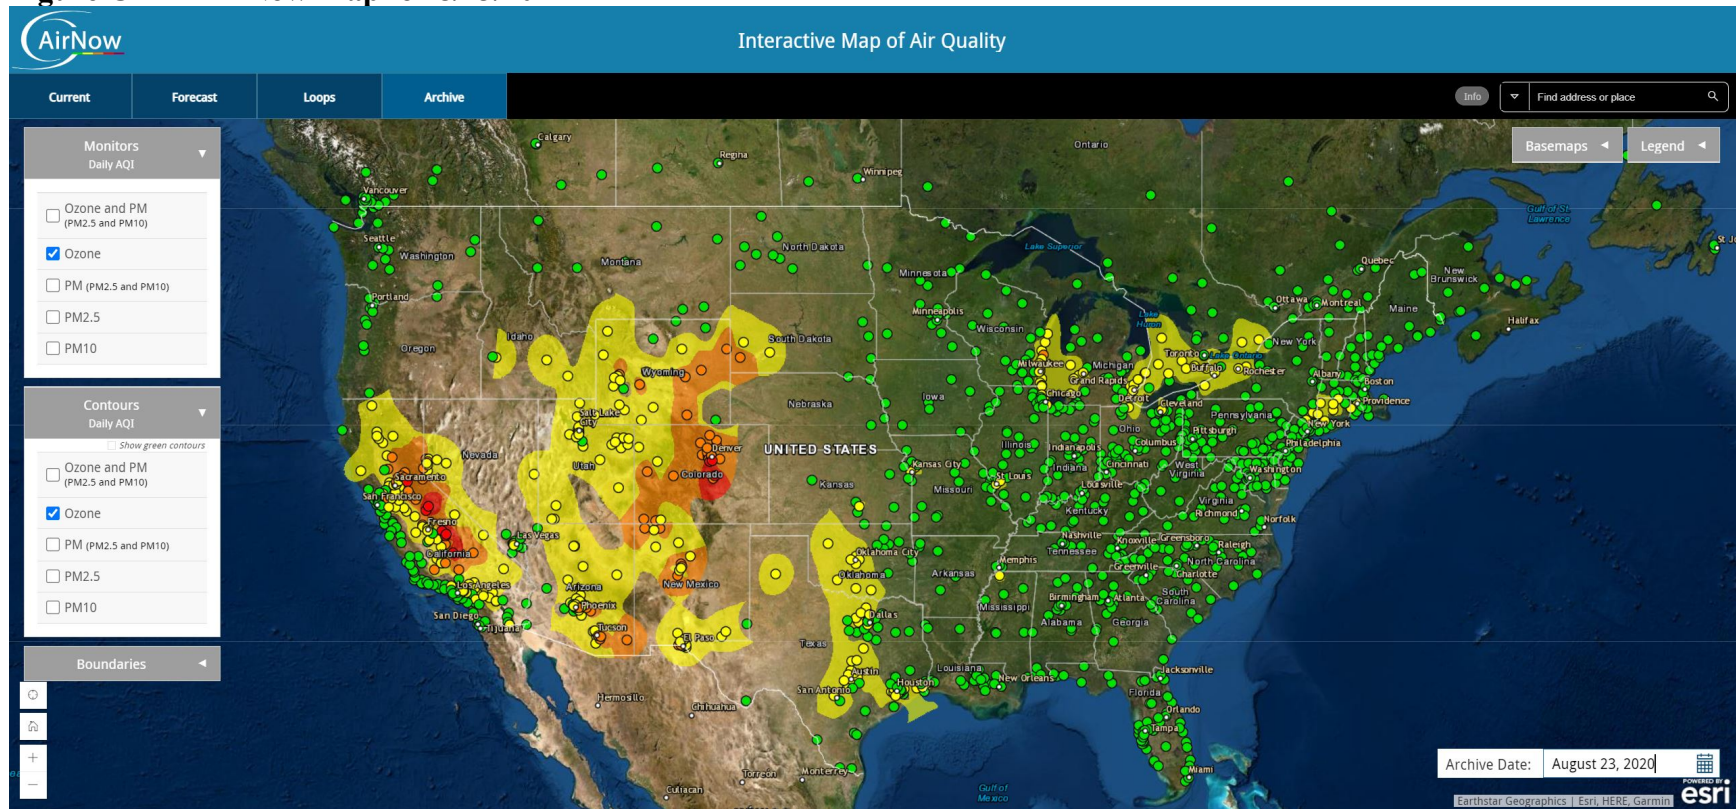 AirNow
Interactive Map of Air Quality
Current
Forecast
Loops
Archive
Info
Find address or place
Monitors
Daily AQI
Ozone and PM
(PM2.5 and PM10)
Ozone
PM (PM2.5 and PM10)
PM2.5
PM10
Contours
Daily AQI
Show green contours
Ozone and PM
(PM2.5 and PM10)
Ozone
PM (PM2.5 and PM10)
PM2.5
PM10
Boundaries
Basemaps
Legend
Calgary
Regina
Winnipeg
Ontario
Vancouver
Gulf of St.
Lawrence
Seattle
Washington
Montana
North Dakota
Lake Superior
Minnesota
Quebec
New
Brunswick
Portland
Ottawa
Montreal
Maine
Halifax
Minneapolis
Wisconsin
Lake
Huron
Oregon
Idaho
South Dakota
Toronto
Lake Ontario
New York
Wyoming
Milwaukee
Michigan
Grand Rapids
Buffalo
Rochester
Albany
Boston
Providence
Chicago
Detroit
Cleveland
Iowa
Nebraska
Salt Lake
City
Pennsylvania
New York
Ohio
Pittsburgh
Philadelphia
Nevada
Utah
Denver
UNITED STATES
Illinois
Indianapolis
Columbus
Indiana
Cincinnati
West
Virginia
Washington
Sacramento
Colorado
Kansas
Kansas City
Missouri
St Louis
Louisville
San Francisco
Kentucky
Virginia
Richmond
Norfolk
Fresno
Las Vegas
Nashville
Knoxville
Greensboro
Raleigh
California
Oklahoma City
Tennessee
Memphis
Greenville
North Carolina
Charlotte
Los Angeles
Arizona
New Mexico
Oklahoma
Arkansas
South
Carolina
Phoenix
Birmingham
Atlanta
San Diego
Tijuana
Dallas
Mississippi
Alabama
Georgia
Tucson
El Paso
Texas
Austin
Louisiana
Jacksonville
San Antonio
Houston
New Orleans
Florida
Hermosillo
Chihuahua
Orlando
Tampa
Torreon
Monterrey
Miami
Culiacan
Gulf of
Mexico
Archive Date: August 23, 2020
POWERED BY
esri
Earthstar Geographics | Esri, HERE, Garmin